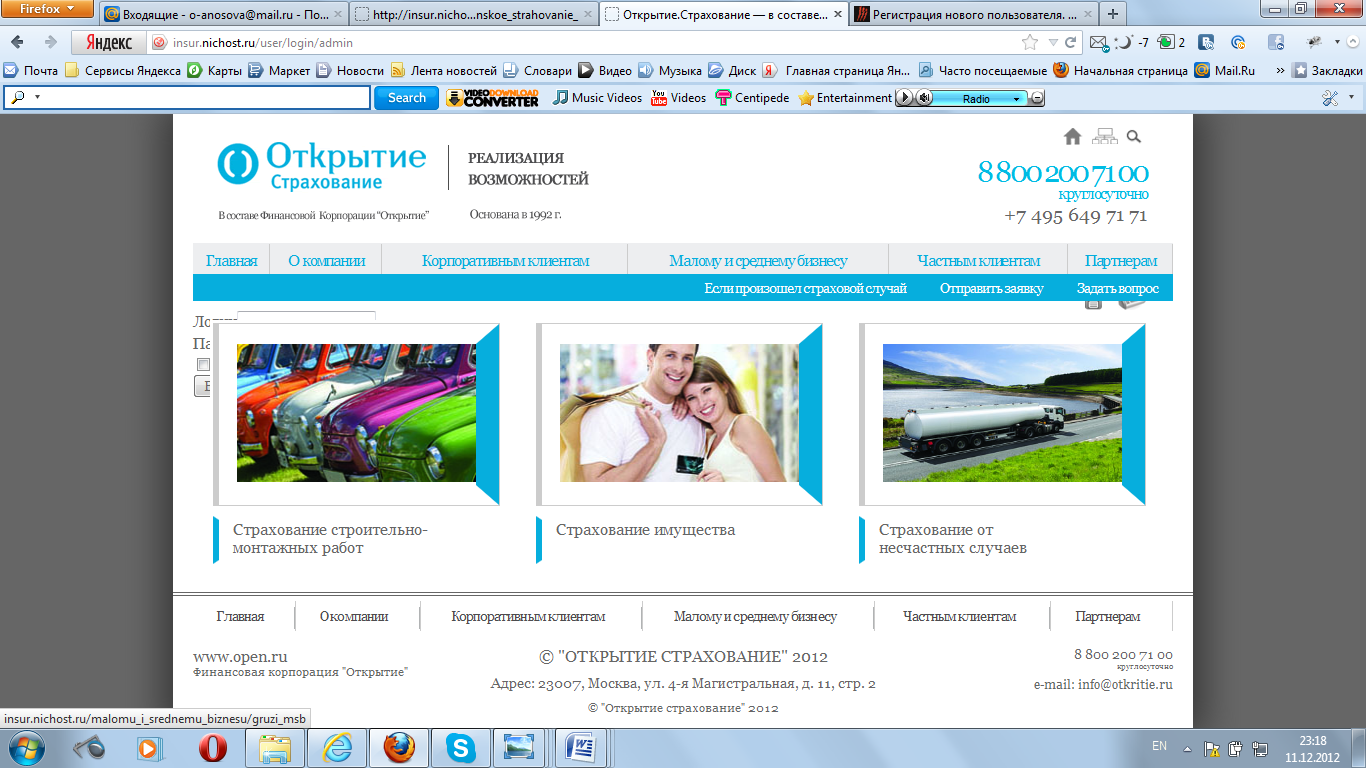 Firefox
Входящие - o-anosova@mail.ru - По...
http://insur.nicho...nskoe_strahovanie_
Открытие.Страхование — в составе...
Регистрация нового пользователя. ...
Яндекс
insur.nichost.ru/user/login/admin
-7
2
Почта
Сервисы Яндекса
Карты
Маркет
Новости
Лента новостей
Словари
Видео
Музыка
Диск
Главная страница Ян...
Часто посещаемые
Начальная страница
Mail.Ru
»
Закладки
Search
VIDEO DOWNLOAD CONVERTER
Music Videos
You Tube
Videos
Centipede
Entertainment
Radio
Открытие
Страхование
РЕАЛИЗАЦИЯ
ВОЗМОЖНОСТЕЙ
В составе Финансовой Корпорации "Открытие"
Основана в 1992 г.
8 800 200 71 00
круглосуточно
+7 495 649 71 71
Главная
О компании
Корпоративным клиентам
Малому и среднему бизнесу
Частным клиентам
Партнерам
Если произошел страховой случай
Отправить заявку
Задать вопрос
Па
Страхование строительно-
монтажных работ
Страхование имущества
Страхование от
несчастных случаев
Главная
О компании
Корпоративным клиентам
Малому и среднему бизнесу
Частным клиентам
Партнерам
www.open.ru
Финансовая корпорация "Открытие"
© "ОТКРЫТИЕ СТРАХОВАНИЕ" 2012
Адрес: 23007, Москва, ул. 4-я Магистральная, д. 11, стр. 2
© "Открытие страхование" 2012
8 800 200 71 00
круглосуточно
e-mail: info@otkritie.ru
insur.nichost.ru/malomu_i_srednemu_biznesu/gruzi_msb
EN
23:18
11.12.2012